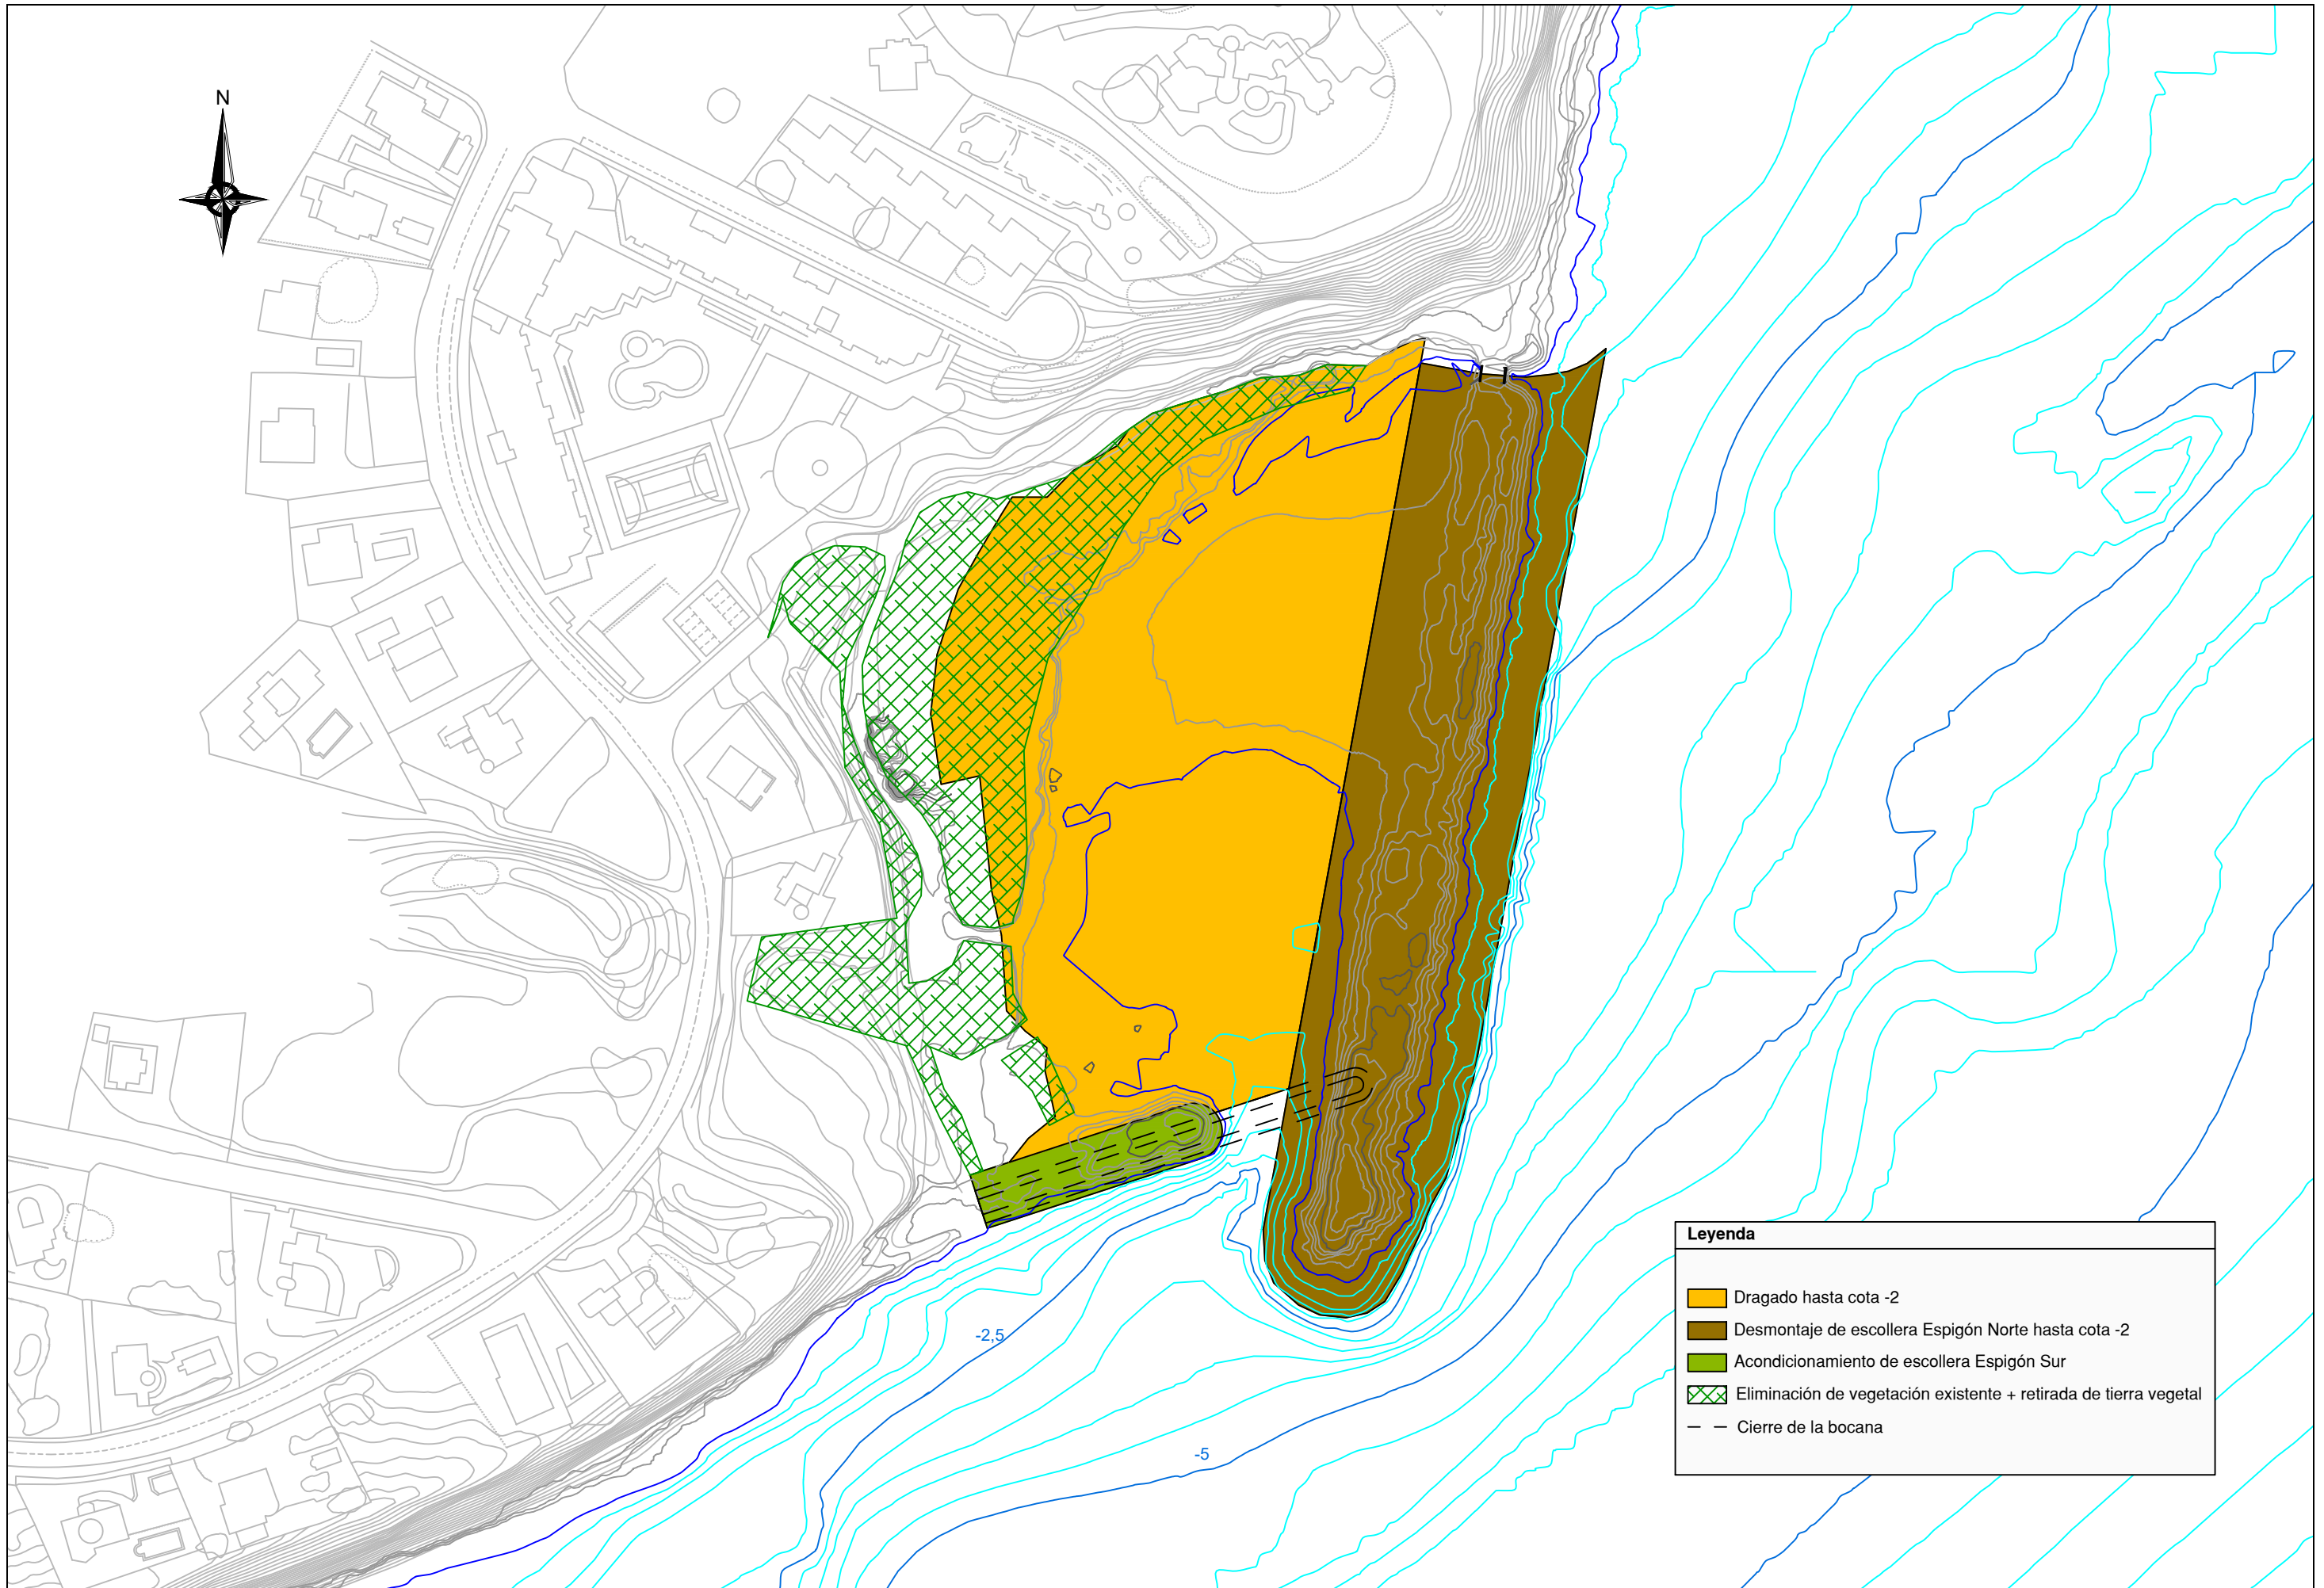 N
-2,5
-5
Leyenda
Dragado hasta cota -2
Desmontaje de escollera Espigón Norte hasta cota -2
Acondicionamiento de escollera Espigón Sur
Eliminación de vegetación existente + retirada de tierra vegetal
Cierre de la bocana